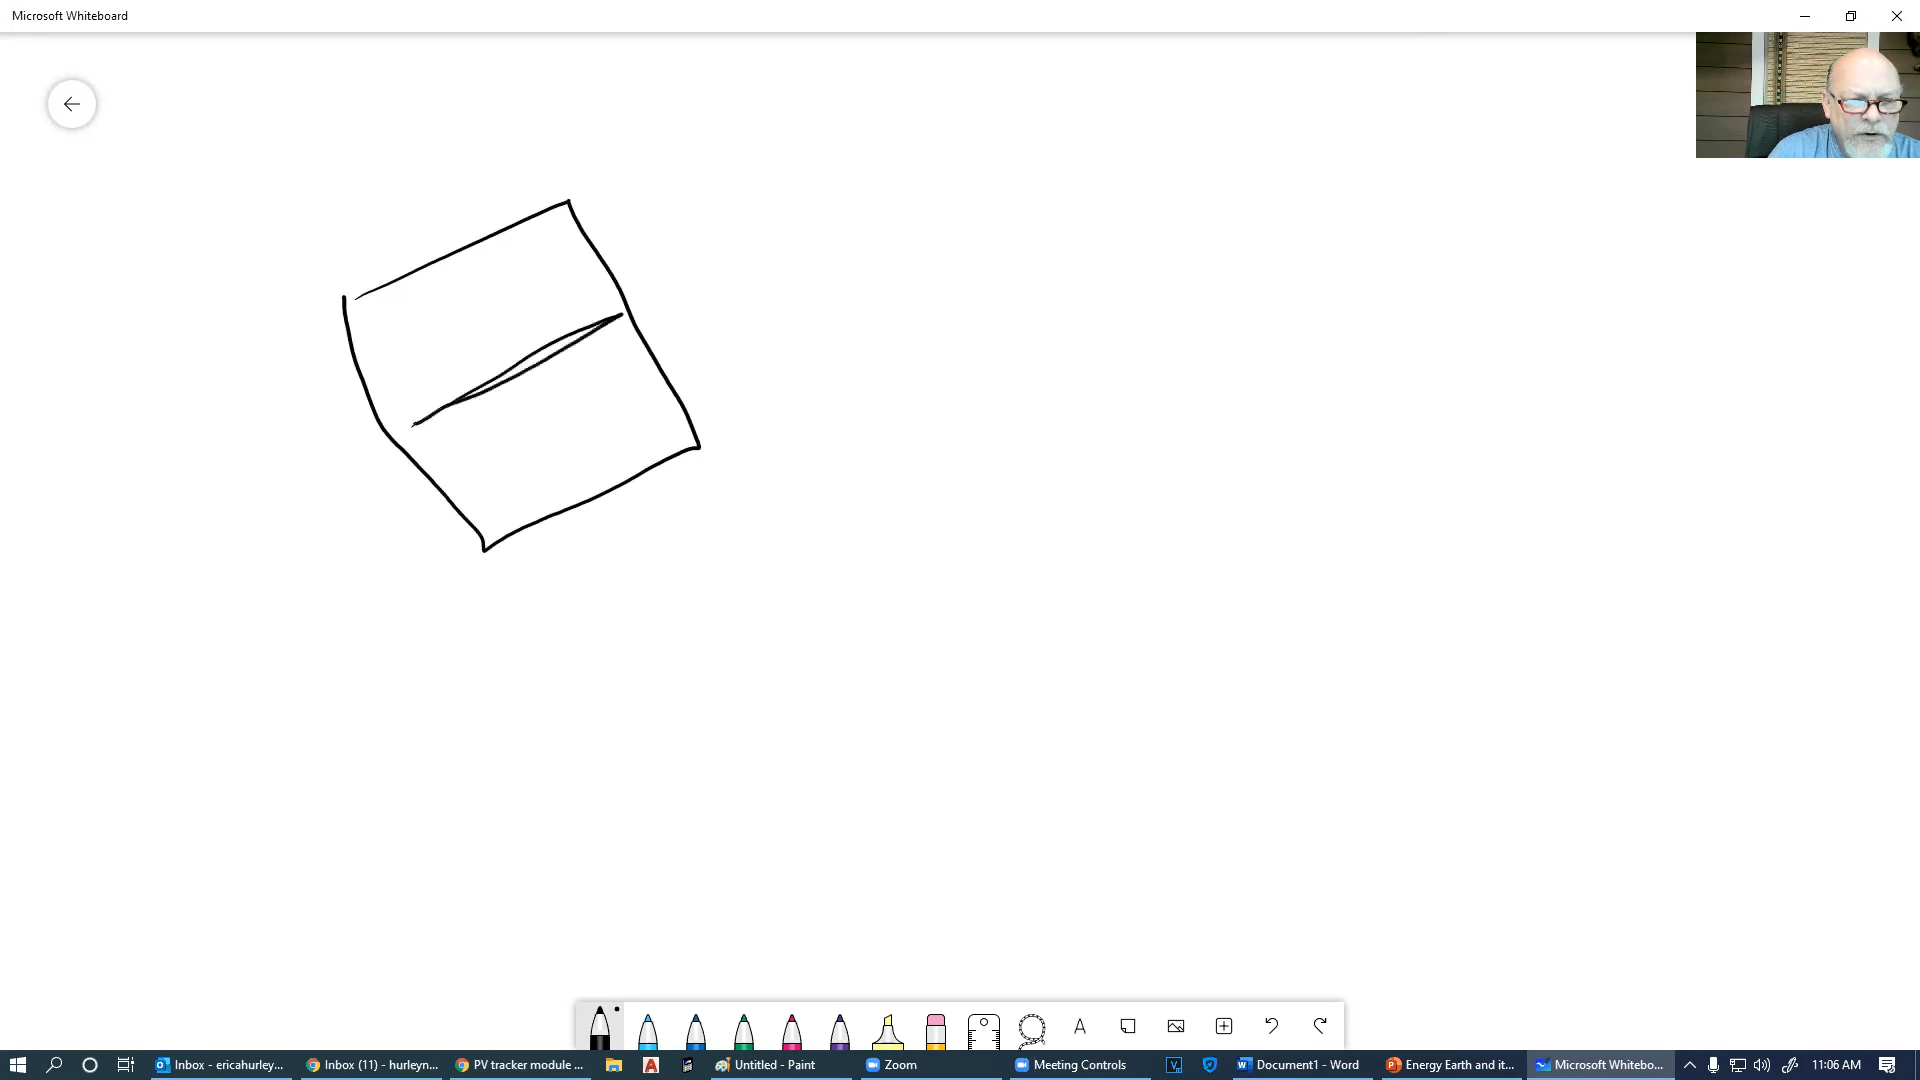 Microsoft Whiteboard
A
Inbox - ericahurley...
Inbox (11) - hurleyn...
PV tracker module ...
Untitled - Paint
Zoom
Meeting Controls
Document1 - Word
Energy Earth and it...
Microsoft Whitebo...
11:06 AM